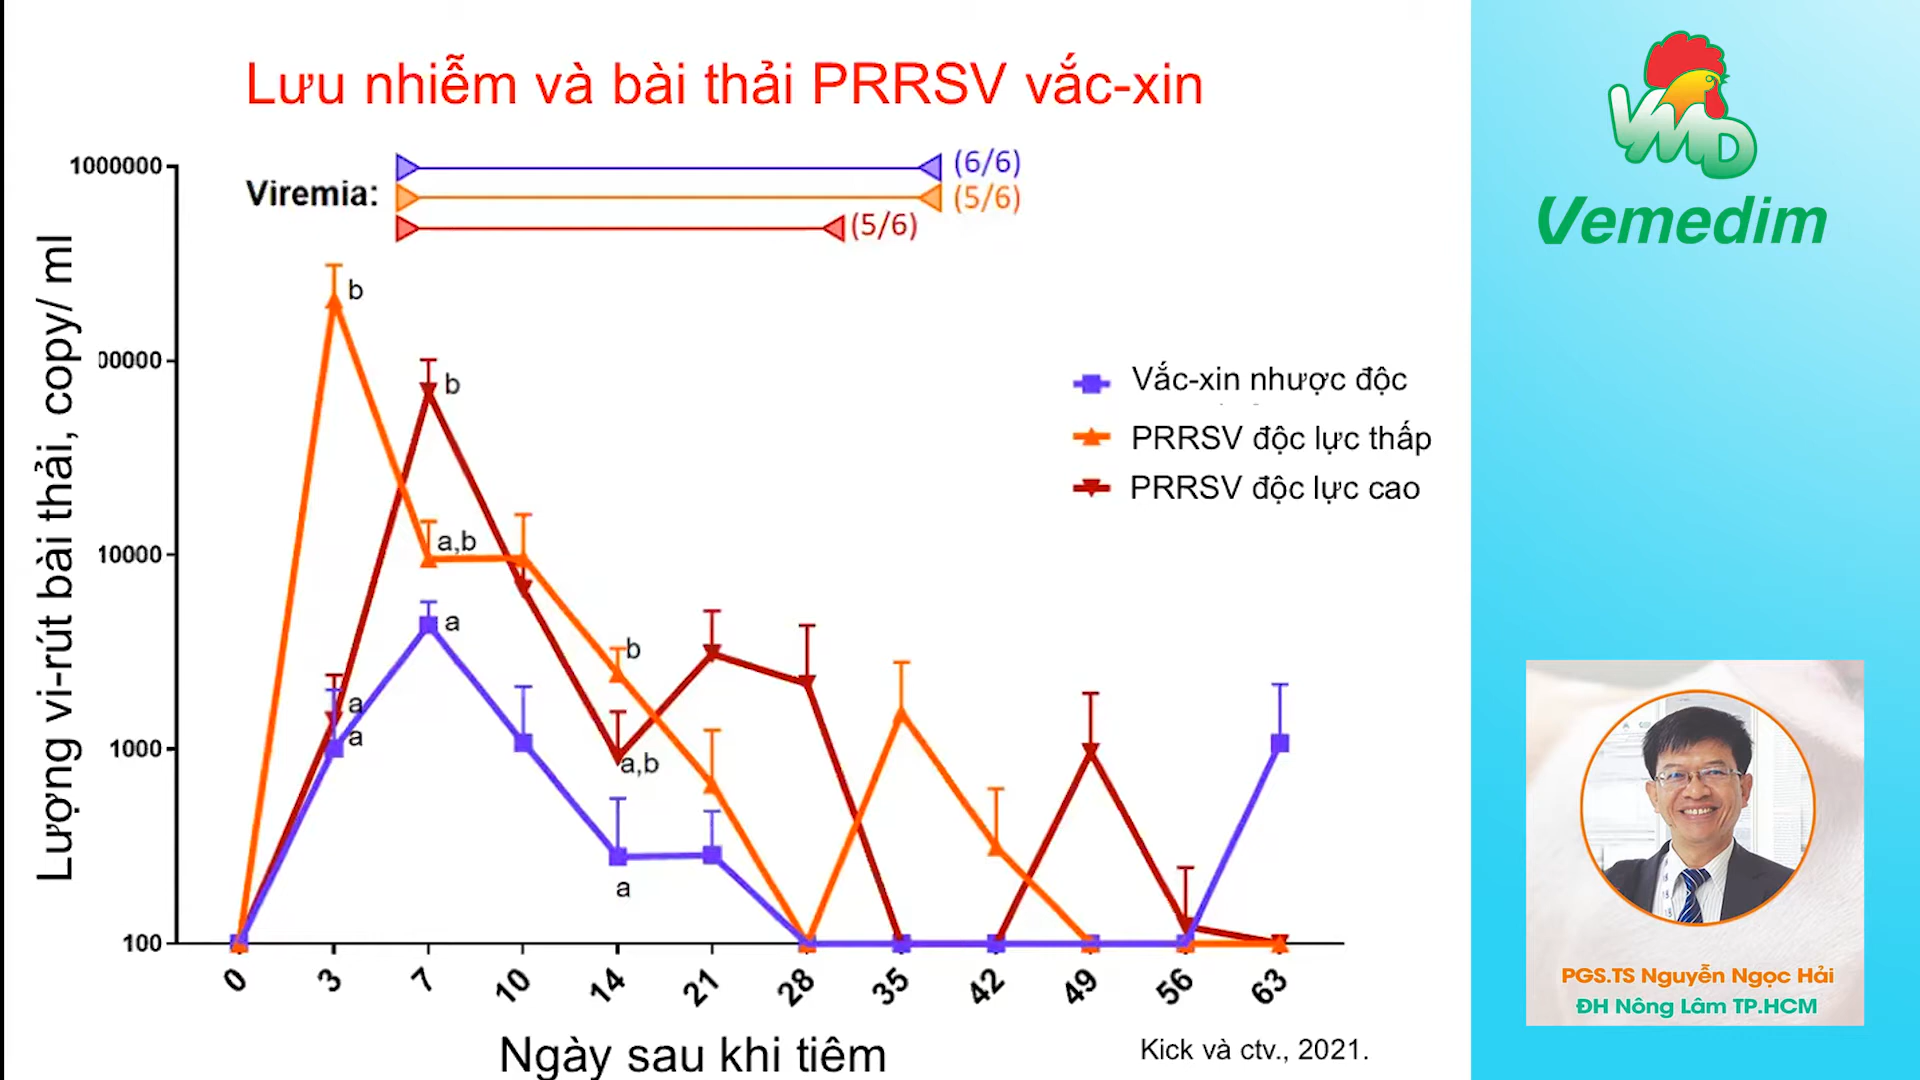 Lưu nhiễm và bài thải PRRSV vắc-xin
Viremia:
(6/6)
(5/6)
(5/6)
Lượng vi-rút bài thải, copy/ ml
1000000
00000
10000
1000
100
b
b
a,b
a
a
a
b
a,b
a
Vắc-xin nhược độc
PRRSV độc lực thấp
PRRSV độc lực cao
0 3 7 10 14 21 28 35 42 49 56 63
Ngày sau khi tiêm
Kick và ctv., 2021.
VMD
Vemedim
PGS.TS Nguyễn Ngọc Hải
ĐH Nông Lâm TP.HCM